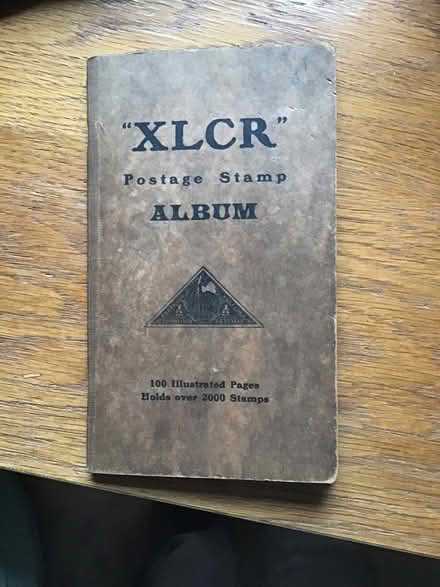 "XLCR"
Postage Stamp
ALBUM
100 Illustrated Pages
Holds over 2000 Stamps